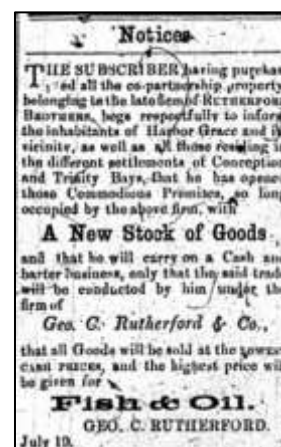 Notices
THE SUBSCRIBER having purchas
ed all the co-partnership property
belonging to the late firm of RUTHERFORD
BROTHERS, begs respectfully to inform
the inhabitants of Harbor Grace and its
vicinity, as well as all those residing in
the different settlements of Conception
and Trinity Bays, that he has opened
those Commodious Premises, so long
occupied by the above firm, with
A New Stock of Goods
and that he will carry on a Cash and
barter business, only that the said trade
will be conducted by him under the
firm of
Geo. C. Rutherford & Co.,
that all Goods will be sold at the LOWEST
CASH PRICES, and the highest price will
be given for
Fish & Oil.
GEO. C. RUTHERFORD.
July 19.